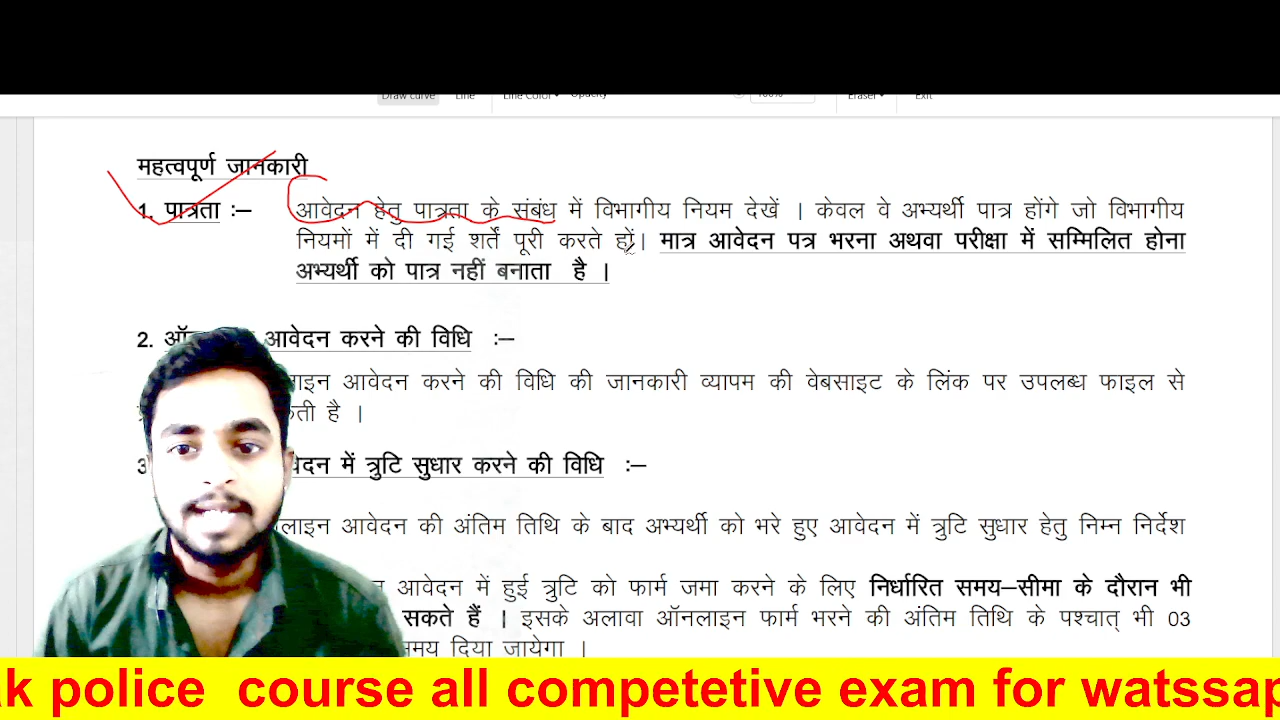 Draw curve Line Line Color Opacity 100% Eraser Exit
महत्वपूर्ण जानकारी
1. पात्रता :– आवेदन हेतु पात्रता के संबंध में विभागीय नियम देखें । केवल वे अभ्यर्थी पात्र होंगे जो विभागीय
नियमों में दी गई शर्तें पूरी करते हों। मात्र आवेदन पत्र भरना अथवा परीक्षा में सम्मिलित होना
अभ्यर्थी को पात्र नहीं बनाता है ।
2. आवेदन करने की विधि :–
आवेदन करने की विधि की जानकारी व्यापम की वेबसाइट के लिंक पर उपलब्ध फाइल से
है ।
3 में त्रुटि सुधार करने की विधि :–
आवेदन की अंतिम तिथि के बाद अभ्यर्थी को भरे हुए आवेदन में त्रुटि सुधार हेतु निम्न निर्देश
आवेदन में हुई त्रुटि को फार्म जमा करने के लिए निर्धारित समय–सीमा के दौरान भी
सकते हैं । इसके अलावा ऑनलाइन फार्म भरने की अंतिम तिथि के पश्चात् भी 03
समय दिया जायेगा ।
ak police course all competetive exam for watssap